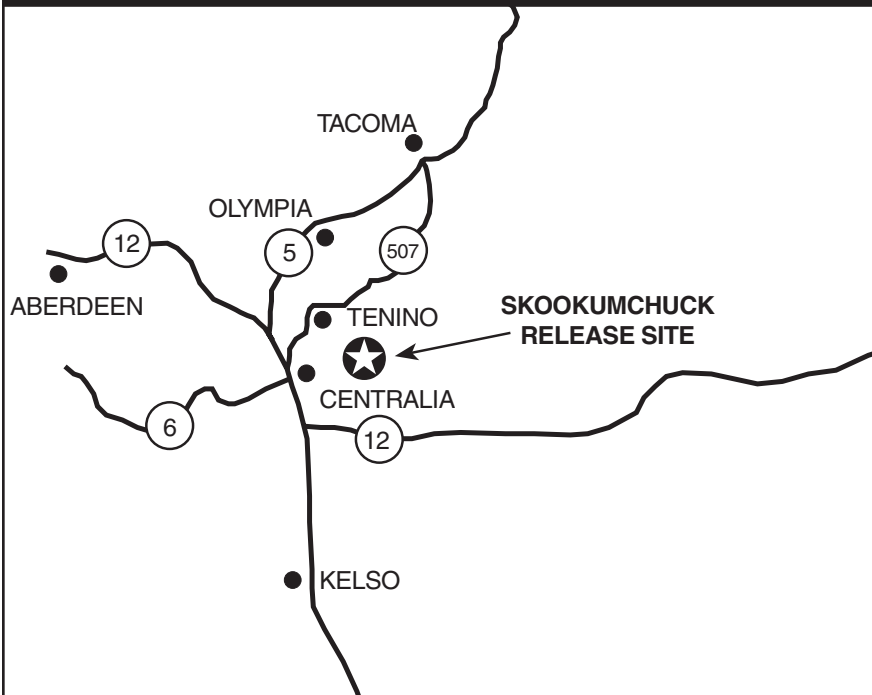 TACOMA
OLYMPIA
12
5
507
ABERDEEN
TENINO
SKOOKUMCHUCK
RELEASE SITE
CENTRALIA
6
12
KELSO